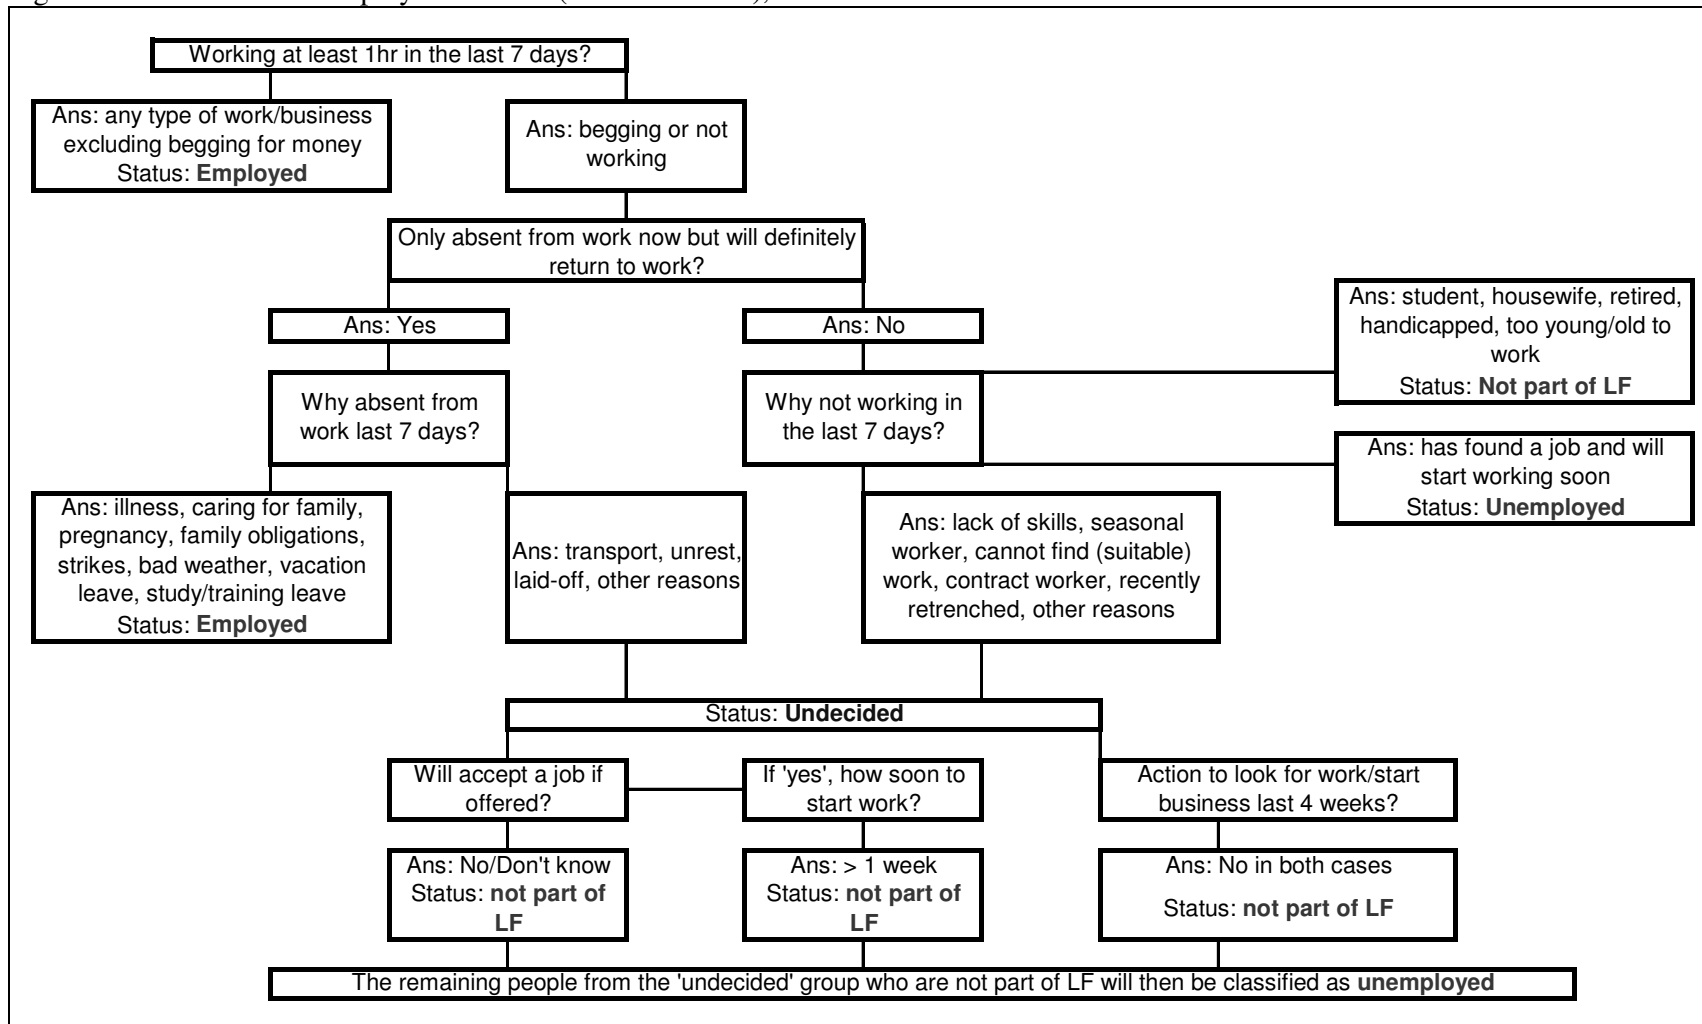 Working at least 1hr in the last 7 days?
Ans: any type of work/business
excluding begging for money
Status: Employed
Ans: begging or not
working
Only absent from work now but will definitely
return to work?
Ans: Yes
Ans: No
Ans: student, housewife, retired,
handicapped, too young/old to
work
Status: Not part of LF
Why absent from
work last 7 days?
Why not working in
the last 7 days?
Ans: has found a job and will
start working soon
Status: Unemployed
Ans: illness, caring for family,
pregnancy, family obligations,
strikes, bad weather, vacation
leave, study/training leave
Status: Employed
Ans: transport, unrest,
laid-off, other reasons
Ans: lack of skills, seasonal
worker, cannot find (suitable)
work, contract worker, recently
retrenched, other reasons
Status: Undecided
Will accept a job if
offered?
If 'yes', how soon to
start work?
Action to look for work/start
business last 4 weeks?
Ans: No/Don't know
Status: not part of
LF
Ans: > 1 week
Status: not part of
LF
Ans: No in both cases
Status: not part of LF
The remaining people from the 'undecided' group who are not part of LF will then be classified as unemployed